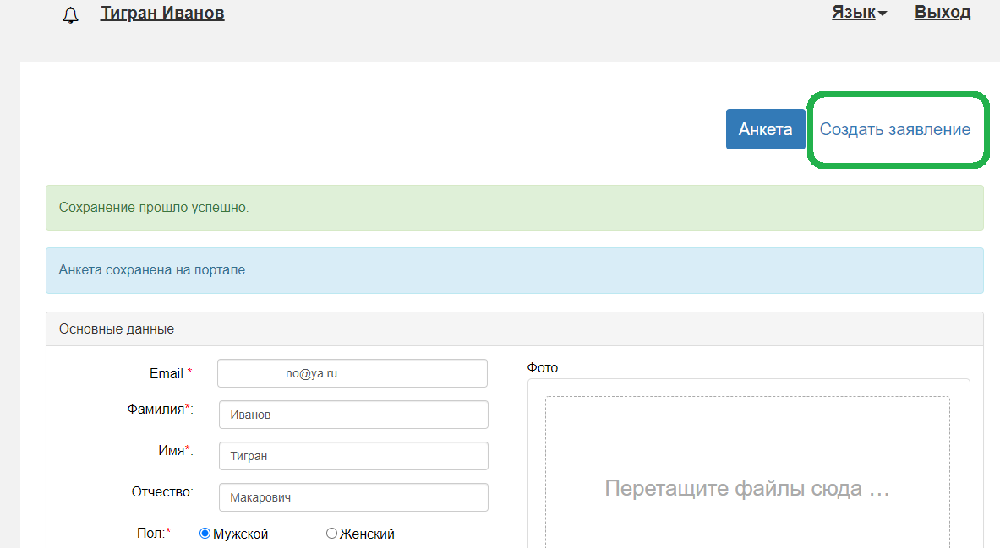 Тигран Иванов Язык Выход
Анкета Создать заявление
Сохранение прошло успешно.
Анкета сохранена на портале
Основные данные
Email * no@ya.ru
Фамилия*: Иванов
Имя*: Тигран
Отчество: Макарович
Пол:* Мужской Женский
Фото
Перетащите файлы сюда …